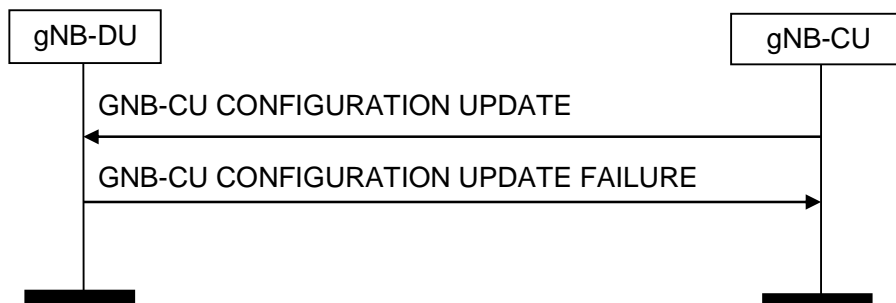 gNB-DU
gNB-CU
GNB-CU CONFIGURATION UPDATE
GNB-CU CONFIGURATION UPDATE FAILURE